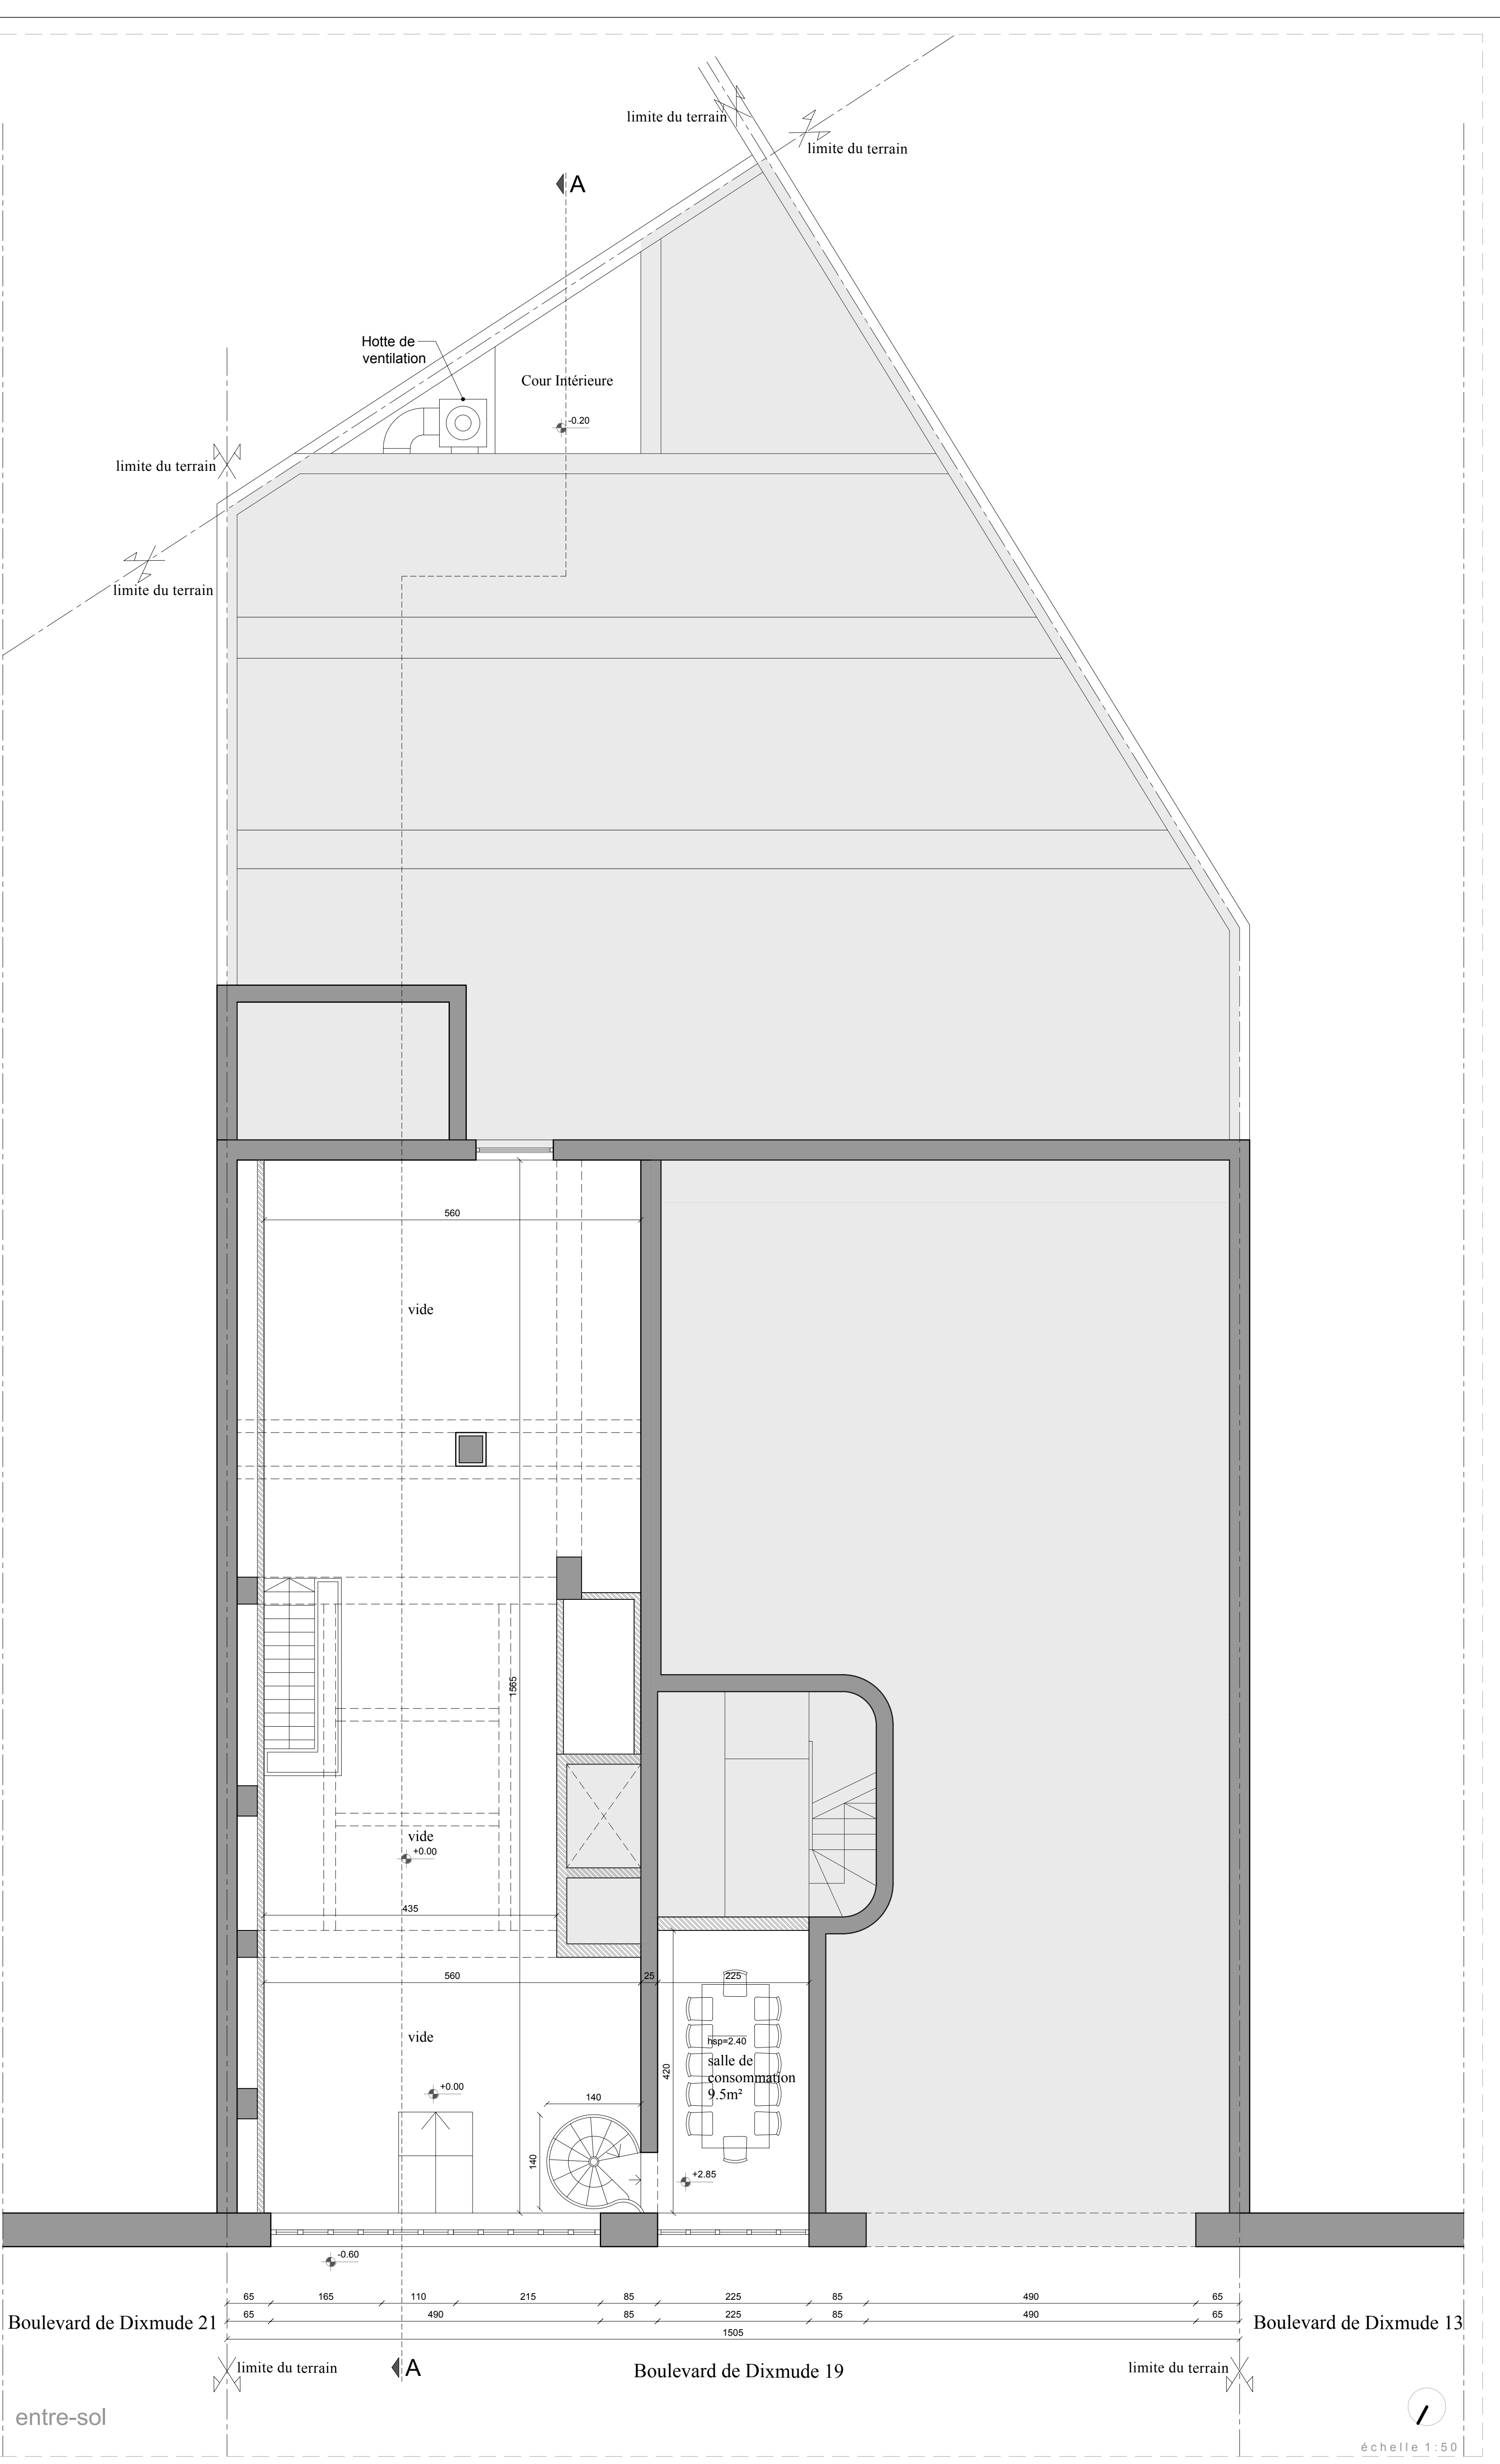 limite du terrain
limite du terrain
A
Hotte de
ventilation
Cour Intérieure
-0.20
limite du terrain
limite du terrain
560
vide
1565
vide
+0.00
435
560
25
225
vide
hsp=2.40
salle de
consommation
9.5m²
420
+0.00
140
140
+2.85
-0.60
65 165 110 215 85 225 85 490 65
65 490 85 225 85 490 65
1505
Boulevard de Dixmude 21
Boulevard de Dixmude 13
limite du terrain
A
Boulevard de Dixmude 19
limite du terrain
entre-sol
échelle 1:50